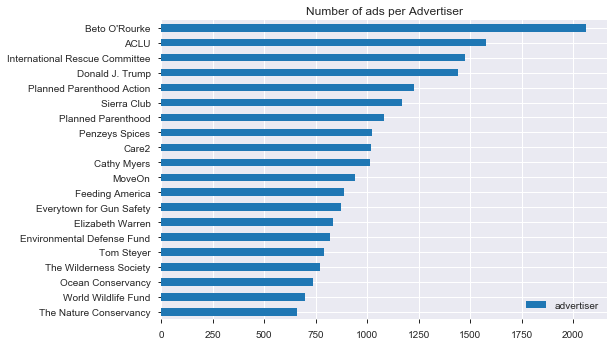 Number of ads per Advertiser
Beto O'Rourke
ACLU
International Rescue Committee
Donald J. Trump
Planned Parenthood Action
Sierra Club
Planned Parenthood
Penzeys Spices
Care2
Cathy Myers
MoveOn
Feeding America
Everytown for Gun Safety
Elizabeth Warren
Environmental Defense Fund
Tom Steyer
The Wilderness Society
Ocean Conservancy
World Wildlife Fund
The Nature Conservancy
advertiser
0 250 500 750 1000 1250 1500 1750 2000